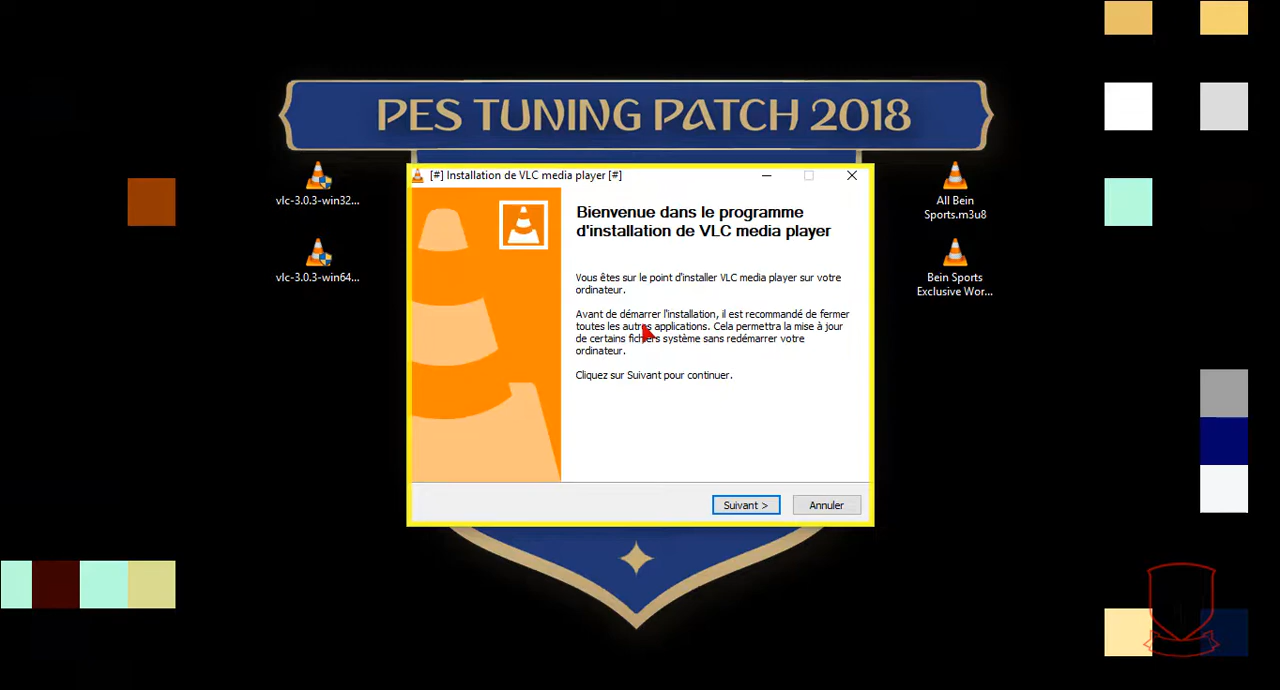 PES TUNING PATCH 2018
[#] Installation de VLC media player [#]
vlc-3.0.3-win32...
vlc-3.0.3-win64...
Bienvenue dans le programme
d'installation de VLC media player
Vous êtes sur le point d'installer VLC media player sur votre
ordinateur.
Avant de démarrer l'installation, il est recommandé de fermer
toutes les autres applications. Cela permettra la mise à jour
de certains fichiers système sans redémarrer votre
ordinateur.
Cliquez sur Suivant pour continuer.
Suivant >
Annuler
All Bein
Sports.m3u8
Bein Sports
Exclusive Wor...